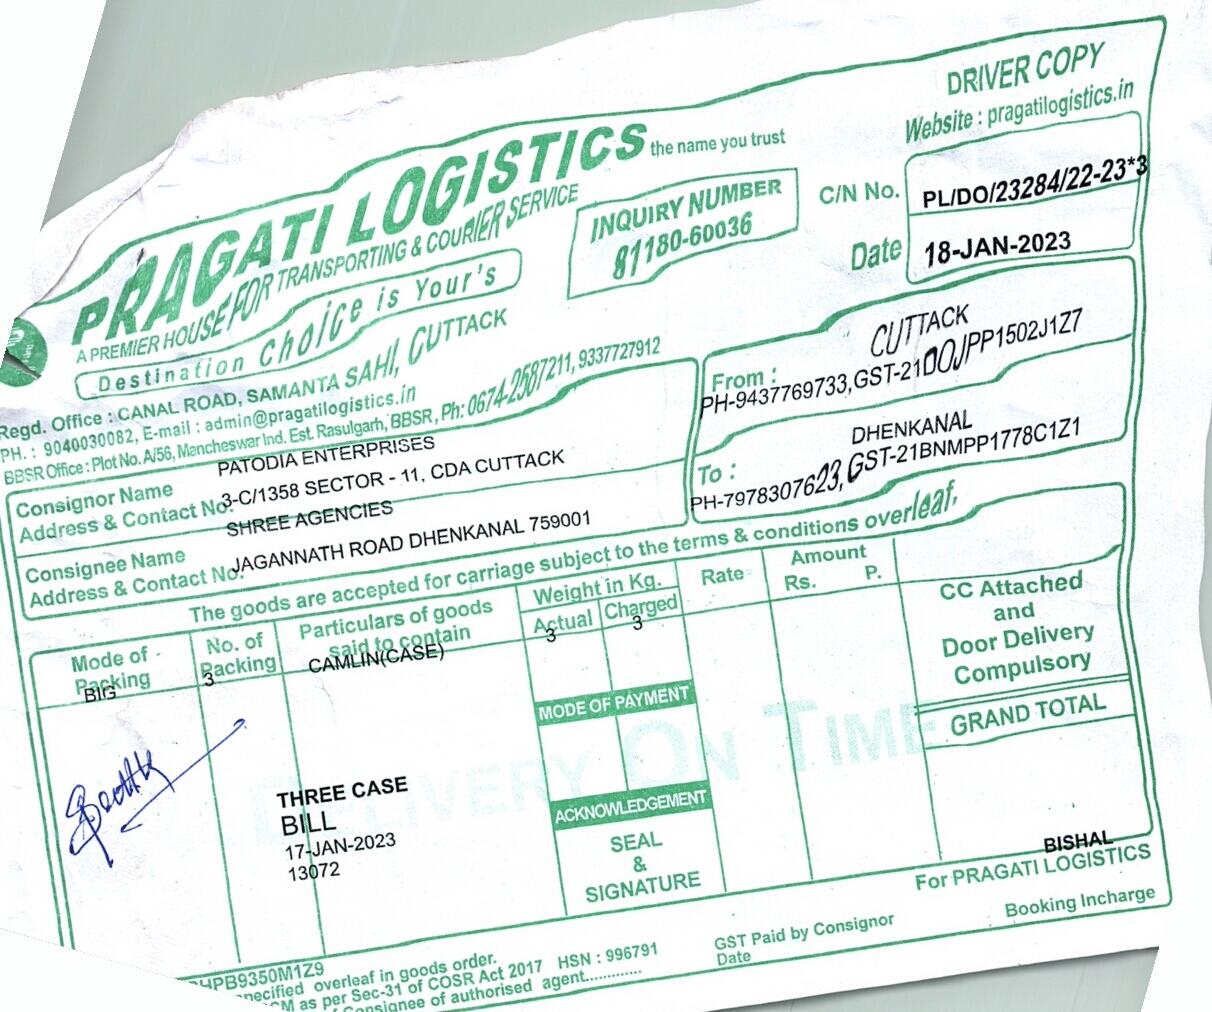 DRIVER COPY
Website : pragatilogistics.in
PRAGATI LOGISTICS the name you trust
A PREMIER HOUSE FOR TRANSPORTING & COURIER SERVICE
Destination Choice is Your's
INQUIRY NUMBER
81180-60036
C/N No. PL/DO/23284/22-23*3
Date 18-JAN-2023
Regd. Office : CANAL ROAD, SAMANTA SAHI, CUTTACK
PH. : 9040030082, E-mail : admin@pragatilogistics.in
BBSR Office : Plot No. A/56, Mancheswar Ind. Est. Rasulgarh, BBSR, Ph: 0674-2587211, 9337727912
CUTTACK
From :
PH-9437769733,GST-21DOJPP1502J1Z7
DHENKANAL
To :
PH-7978307623,GST-21BNMPP1778C1Z1
Consignor Name PATODIA ENTERPRISES
Address & Contact No. 3-C/1358 SECTOR - 11, CDA CUTTACK
Consignee Name SHREE AGENCIES
Address & Contact No. JAGANNATH ROAD DHENKANAL 759001
The goods are accepted for carriage subject to the terms & conditions overleaf.
Mode of Packing
No. of Packing
Particulars of goods said to contain
Weight in Kg.
Actual Charged
Rate
Amount
Rs. P.
BIG 3 CAMLIN(CASE) 3 3
CC Attached
and
Door Delivery
Compulsory
GRAND TOTAL
MODE OF PAYMENT
DELIVERY ON TIME
THREE CASE
BILL
17-JAN-2023
13072
ACKNOWLEDGEMENT
SEAL
&
SIGNATURE
BISHAL
For PRAGATI LOGISTICS
Booking Incharge
HPB9350M1Z9
specified overleaf in goods order.
CM as per Sec-31 of COSR Act 2017 HSN : 996791
Consignee of authorised agent.............
GST Paid by Consignor
Date